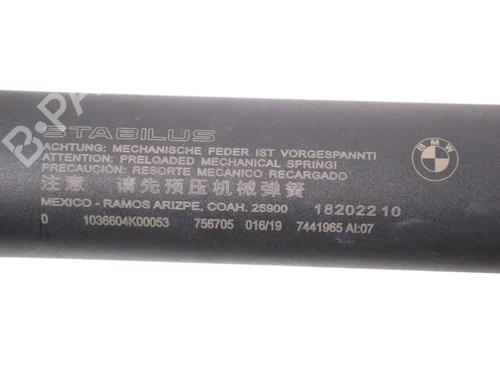 STABILUS
ACHTUNG: MECHANISCHE FEDER IST VORGESPANNT!
ATTENTION: PRELOADED MECHANICAL SPRING!
PRECAUCIÓN: RESORTE MECANICO RECARGADO
注意 请先预压机械弹簧
MEXICO - RAMOS ARIZPE, COAH. 25900 18202210
0 1036604K00053 756705 016/19 7441965 AI:07
BMW